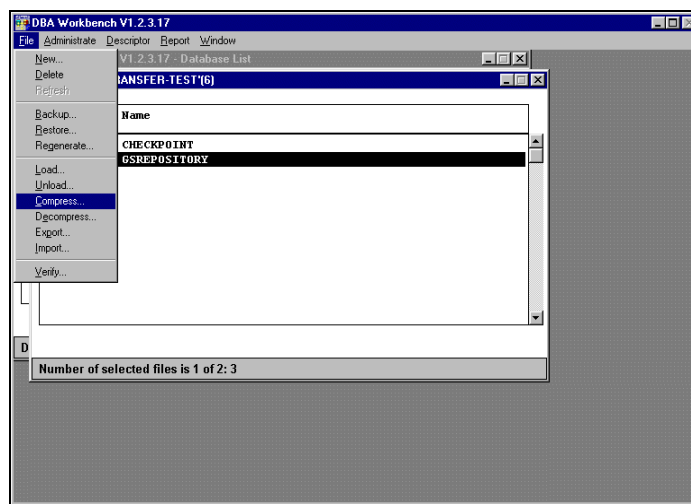 DBA Workbench V1.2.3.17
File Administrate Descriptor Report Window
New...
Delete
Refresh
Backup...
Restore...
Regenerate...
Load...
Unload...
Compress...
Decompress...
Export...
Import...
Verify...
V1.2.3.17 - Database List
ANSFER-TEST'(6)
Name
CHECKPOINT
GSREPOSITORY
D
Number of selected files is 1 of 2: 3